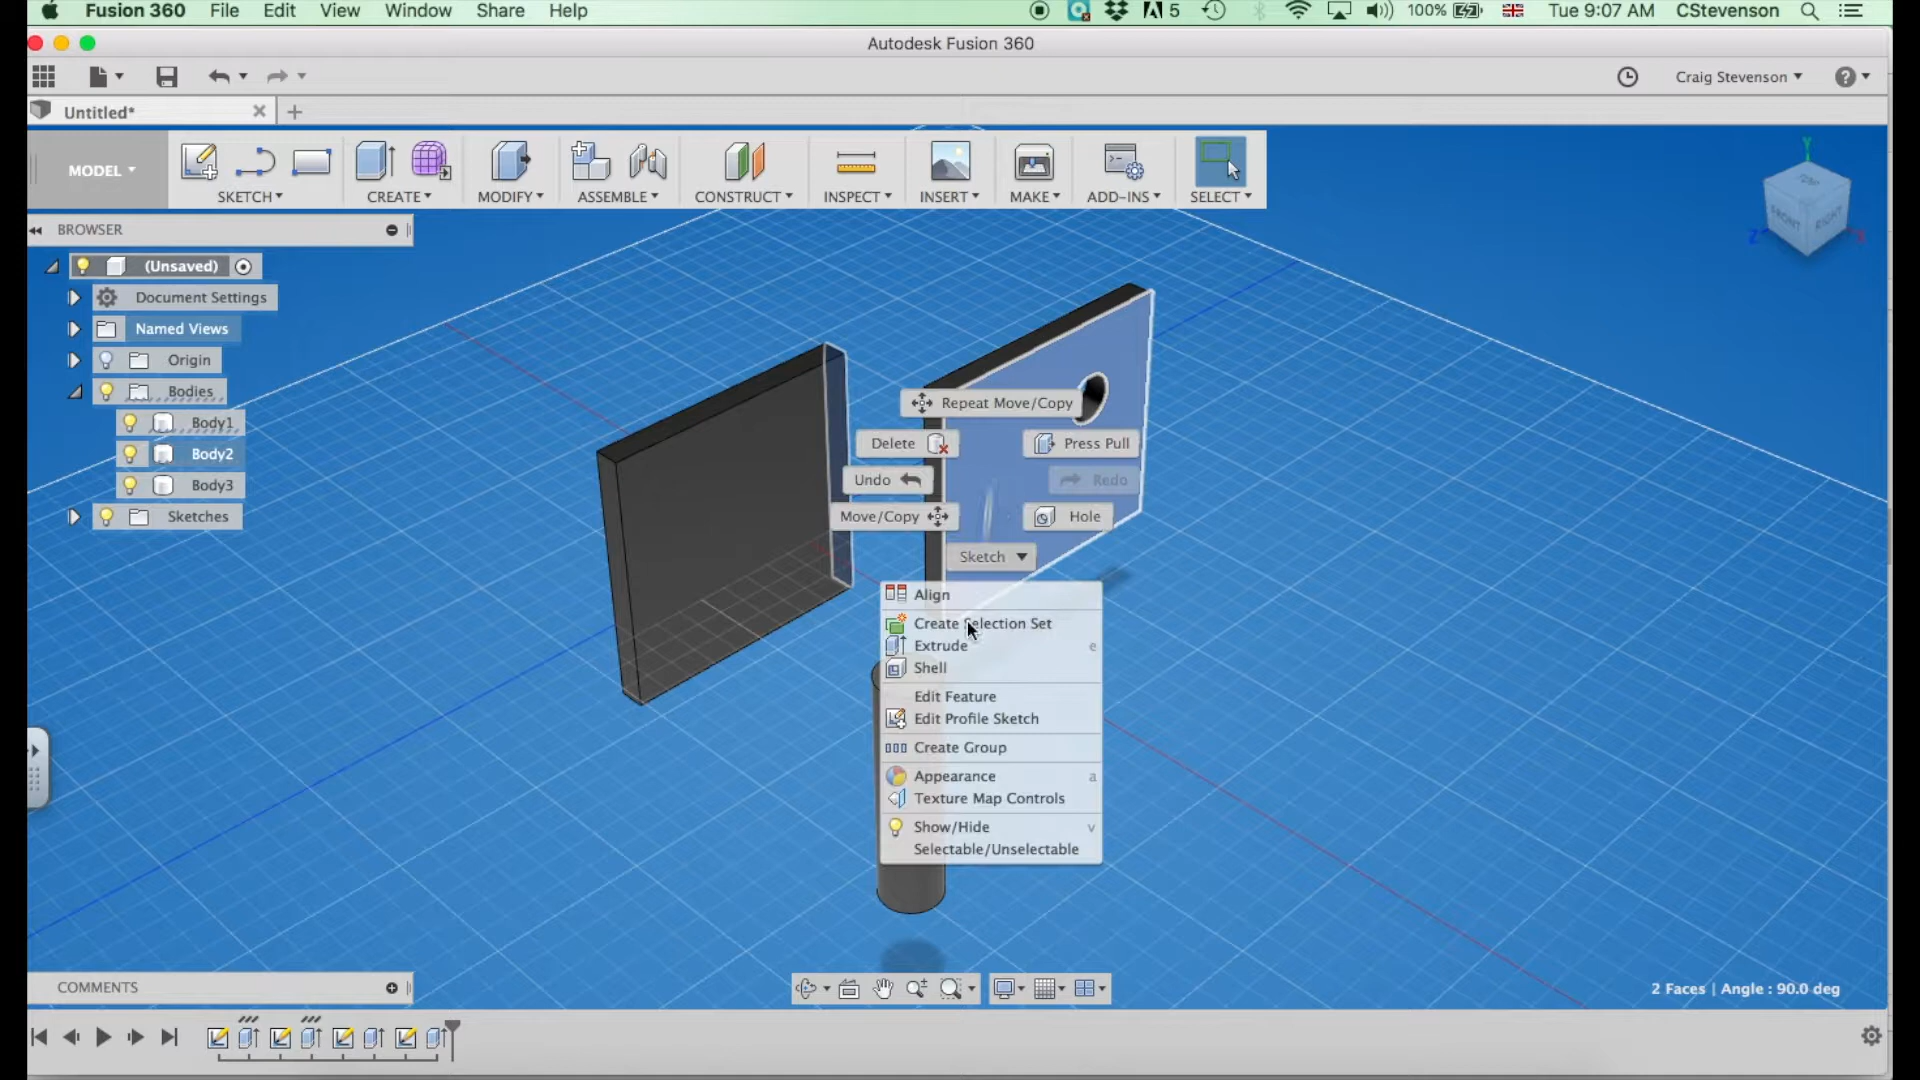 Fusion 360 File Edit View Window Share Help 5 100% Tue 9:07 AM CStevenson
Autodesk Fusion 360
Craig Stevenson
Untitled*
MODEL
SKETCH CREATE MODIFY ASSEMBLE CONSTRUCT INSPECT INSERT MAKE ADD-INS SELECT
BROWSER
(Unsaved)
Document Settings
Named Views
Origin
Bodies
Body1
Body2
Body3
Sketches
Y
TOP
FRONT RIGHT
Z X
Repeat Move/Copy
Delete Press Pull
Undo Redo
Move/Copy Hole
Sketch
Align
Create Selection Set
Extrude e
Shell
Edit Feature
Edit Profile Sketch
Create Group
Appearance a
Texture Map Controls
Show/Hide v
Selectable/Unselectable
COMMENTS
2 Faces | Angle : 90.0 deg